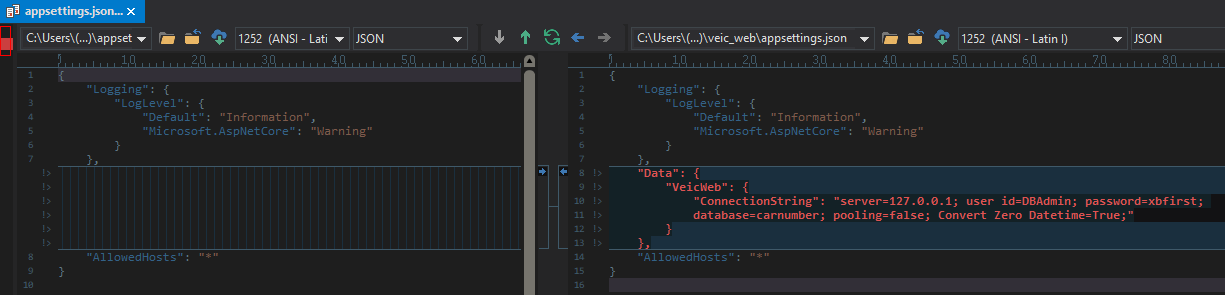 appsettings.json...
C:\Users\(...)\appset
1252 (ANSI - Lati
JSON
C:\Users\(...)\veic_web\appsettings.json
1252 (ANSI - Latin I)
JSON
10 20 30 40 50 60
1 {
2 "Logging": {
3 "LogLevel": {
4 "Default": "Information",
5 "Microsoft.AspNetCore": "Warning"
6 }
7 },
!>
!>
!>
!>
!>
!>
8 "AllowedHosts": "*"
9 }
10
10 20 30 40 50 60 70 80
1 {
2 "Logging": {
3 "LogLevel": {
4 "Default": "Information",
5 "Microsoft.AspNetCore": "Warning"
6 }
7 },
!> 8 "Data": {
!> 9 "VeicWeb": {
!> 10 "ConnectionString": "server=127.0.0.1; user id=DBAdmin; password=xbfirst;
!> 11 database=carnumber; pooling=false; Convert Zero Datetime=True;"
!> 12 }
!> 13 },
14 "AllowedHosts": "*"
15 }
16